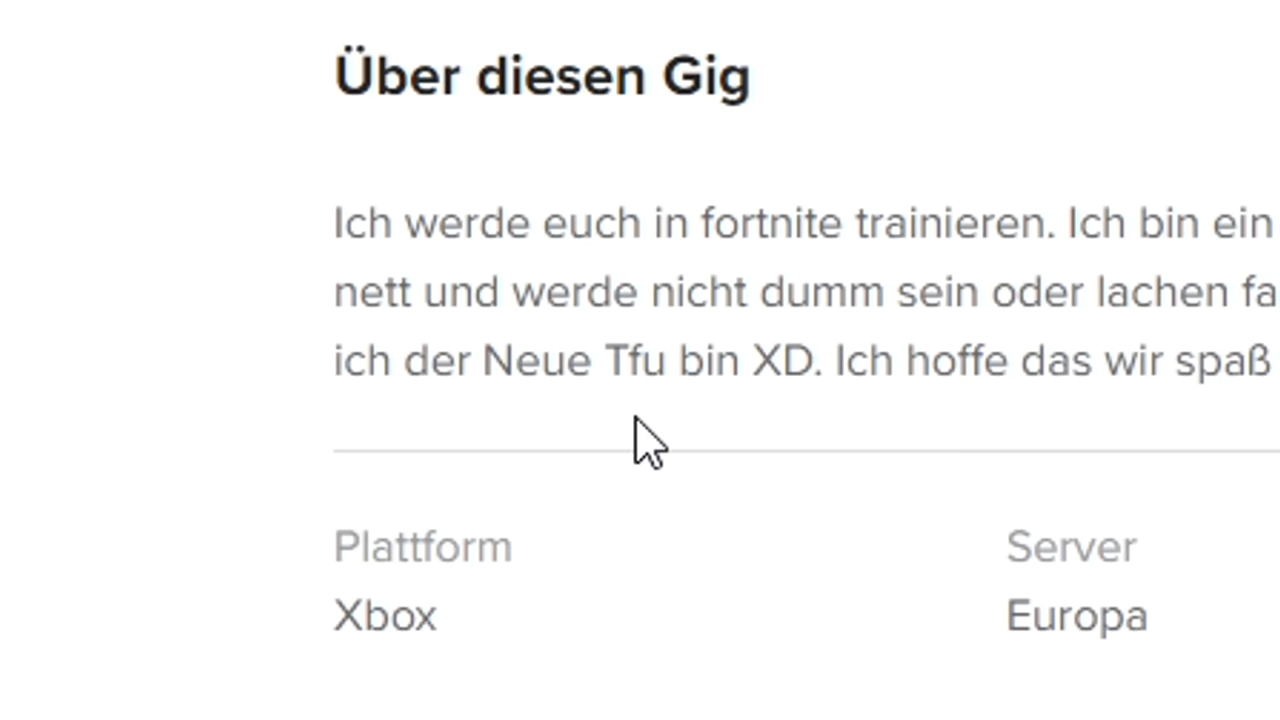 Über diesen Gig
Ich werde euch in fortnite trainieren. Ich bin ein
nett und werde nicht dumm sein oder lachen fa
ich der Neue Tfu bin XD. Ich hoffe das wir spaß
Plattform
Server
Xbox
Europa